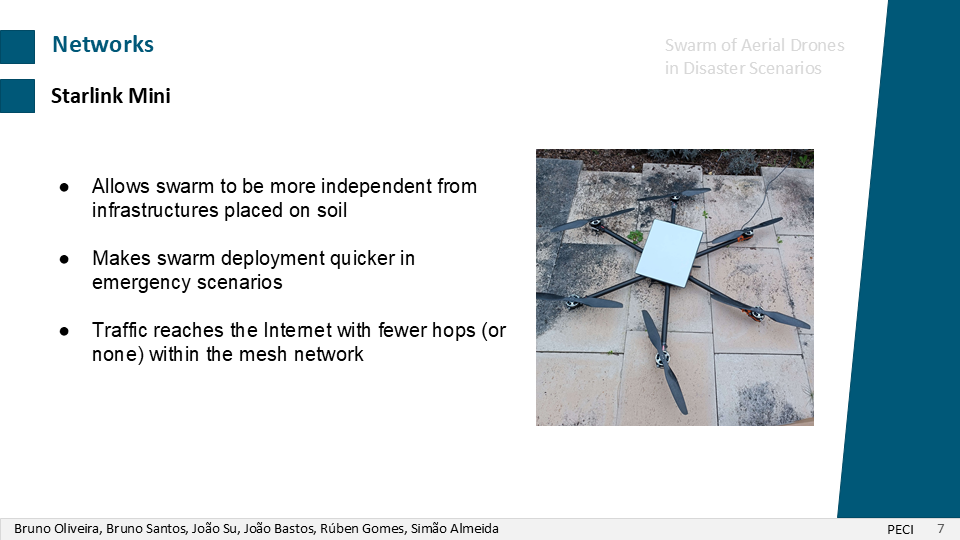 Networks
Swarm of Aerial Drones
in Disaster Scenarios
Starlink Mini
● Allows swarm to be more independent from
infrastructures placed on soil
● Makes swarm deployment quicker in
emergency scenarios
● Traffic reaches the Internet with fewer hops (or
none) within the mesh network
Bruno Oliveira, Bruno Santos, João Su, João Bastos, Rúben Gomes, Simão Almeida
PECI 7